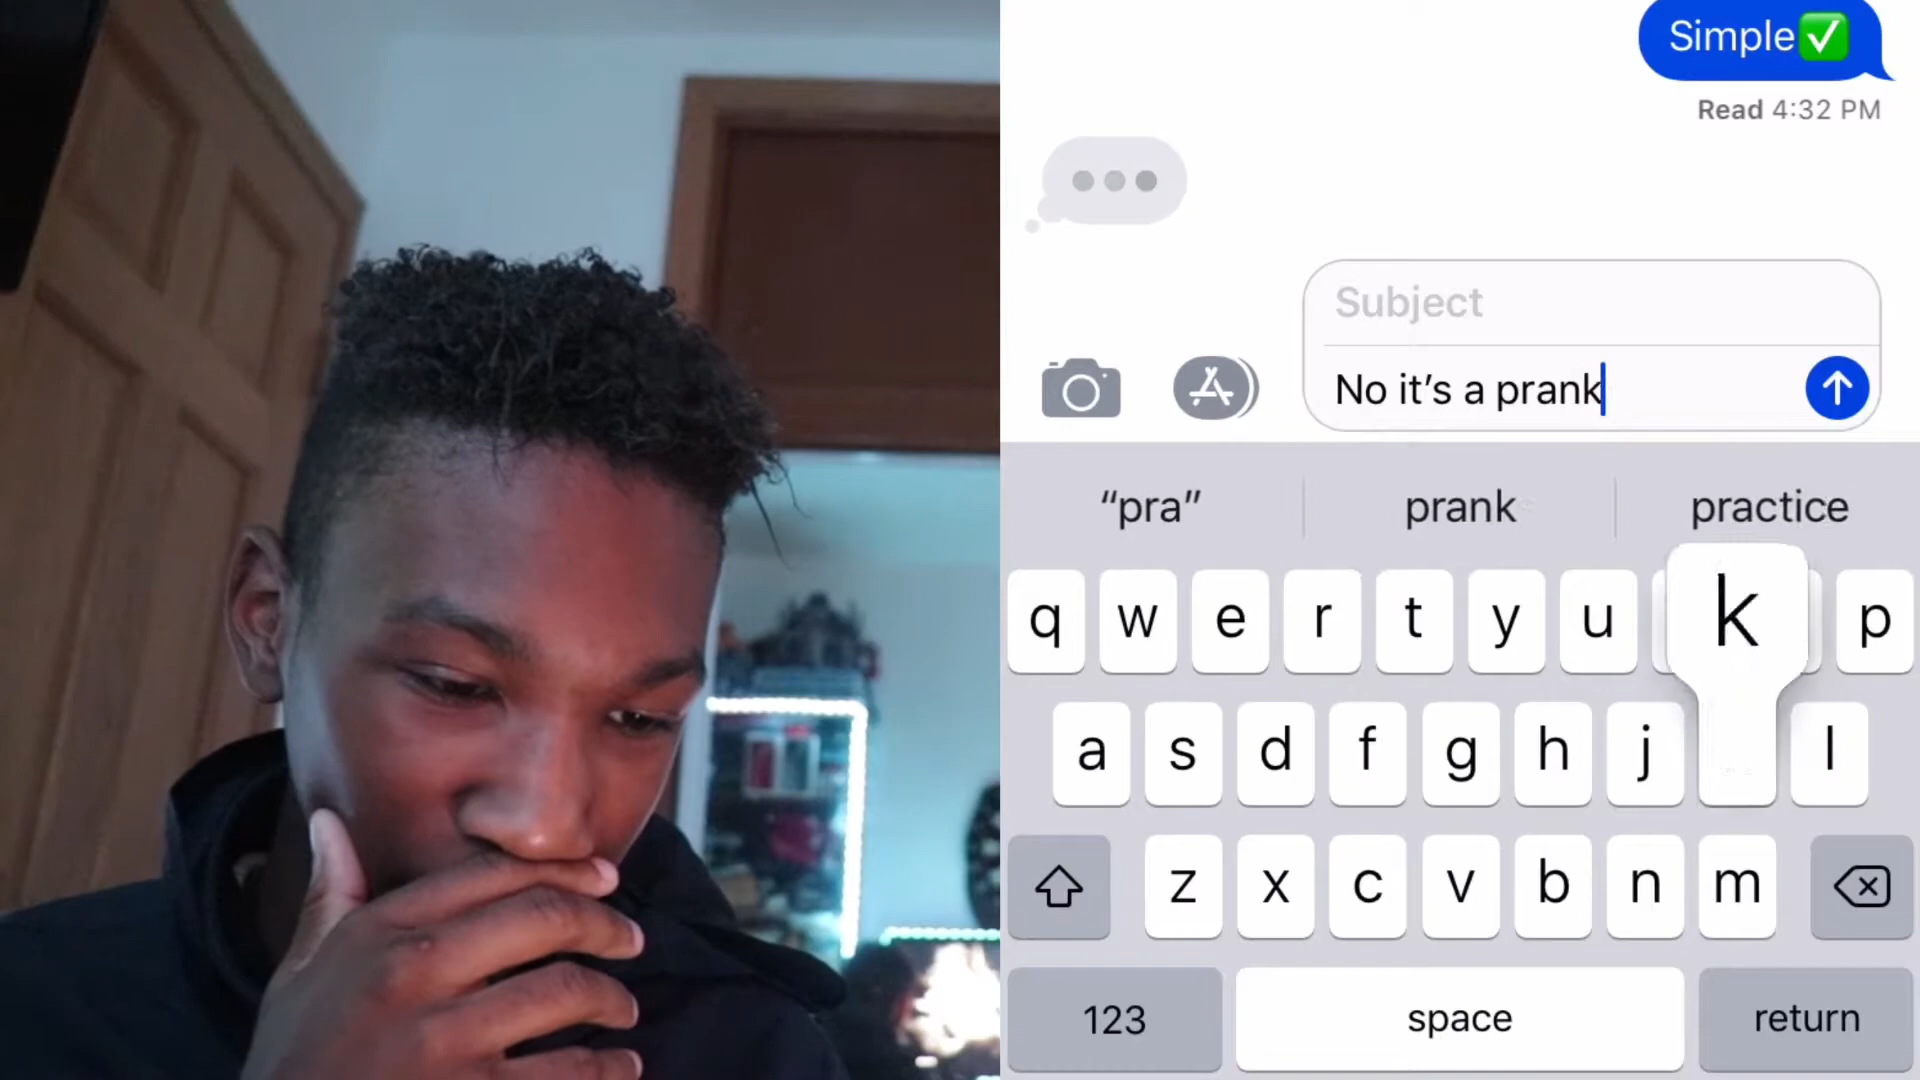 Simple✅
Read 4:32 PM
Subject
No it’s a prank
“pra” prank practice
q w e r t y u k p
a s d f g h j l
z x c v b n m
123 space return